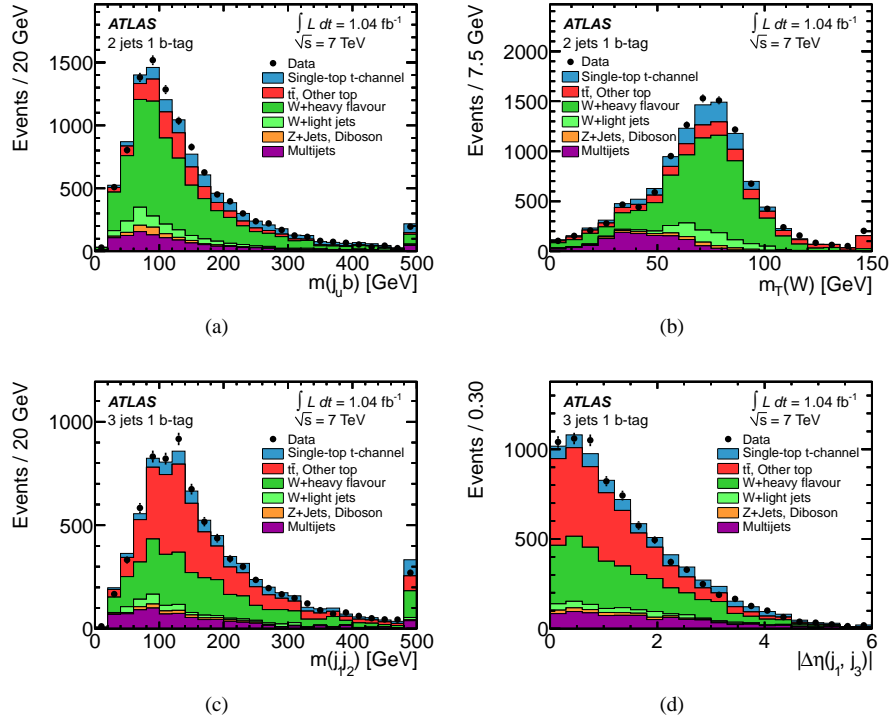 Events / 20 GeV
ATLAS
∫ L dt = 1.04 fb⁻¹
2 jets 1 b-tag
√s = 7 TeV
Data
Single-top t-channel
tt̄, Other top
W+heavy flavour
W+light jets
Z+Jets, Diboson
Multijets
1500
1000
500
0
0 100 200 300 400 500
m(jᵤb) [GeV]
(a)
Events / 7.5 GeV
ATLAS
∫ L dt = 1.04 fb⁻¹
2 jets 1 b-tag
√s = 7 TeV
Data
Single-top t-channel
tt̄, Other top
W+heavy flavour
W+light jets
Z+Jets, Diboson
Multijets
2000
1500
1000
500
0
0 50 100 150
m_T(W) [GeV]
(b)
Events / 20 GeV
ATLAS
∫ L dt = 1.04 fb⁻¹
3 jets 1 b-tag
√s = 7 TeV
Data
Single-top t-channel
tt̄, Other top
W+heavy flavour
W+light jets
Z+Jets, Diboson
Multijets
1000
500
0
0 100 200 300 400 500
m(j₁j₂) [GeV]
(c)
Events / 0.30
ATLAS
∫ L dt = 1.04 fb⁻¹
3 jets 1 b-tag
√s = 7 TeV
Data
Single-top t-channel
tt̄, Other top
W+heavy flavour
W+light jets
Z+Jets, Diboson
Multijets
1000
500
0
0 2 4 6
|Δη(j₁, j₃)|
(d)